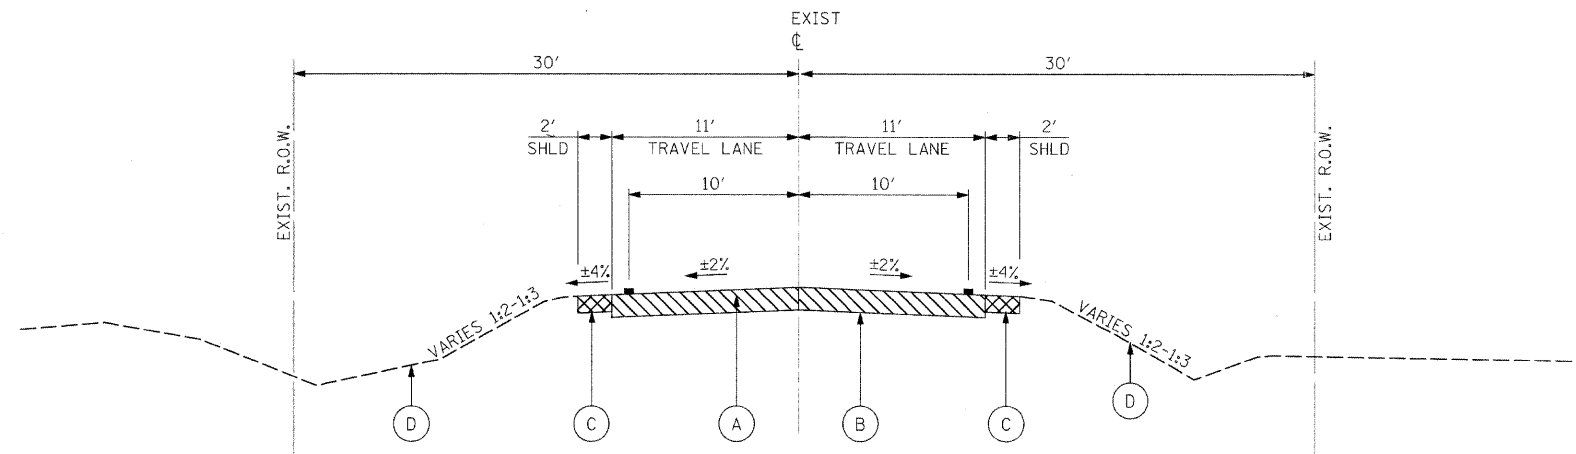 EXIST
℄
30' 30'
2' 11' 11' 2'
SHLD TRAVEL LANE TRAVEL LANE SHLD
10' 10'
EXIST. R.O.W.
EXIST. R.O.W.
±4% ±2% ±2% ±4%
VARIES 1:2-1:3
VARIES 1:2-1:3
D C A B C D